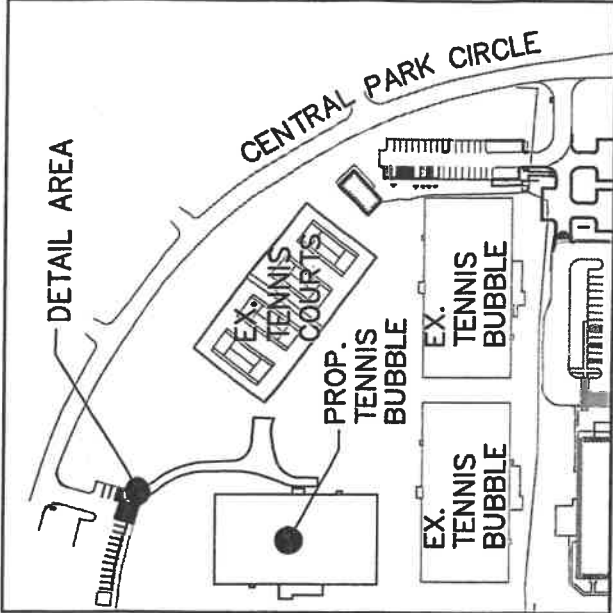 DETAIL AREA
CENTRAL PARK CIRCLE
EX.
TENNIS
COURTS
PROP.
TENNIS
BUBBLE
EX.
TENNIS
BUBBLE
EX.
TENNIS
BUBBLE